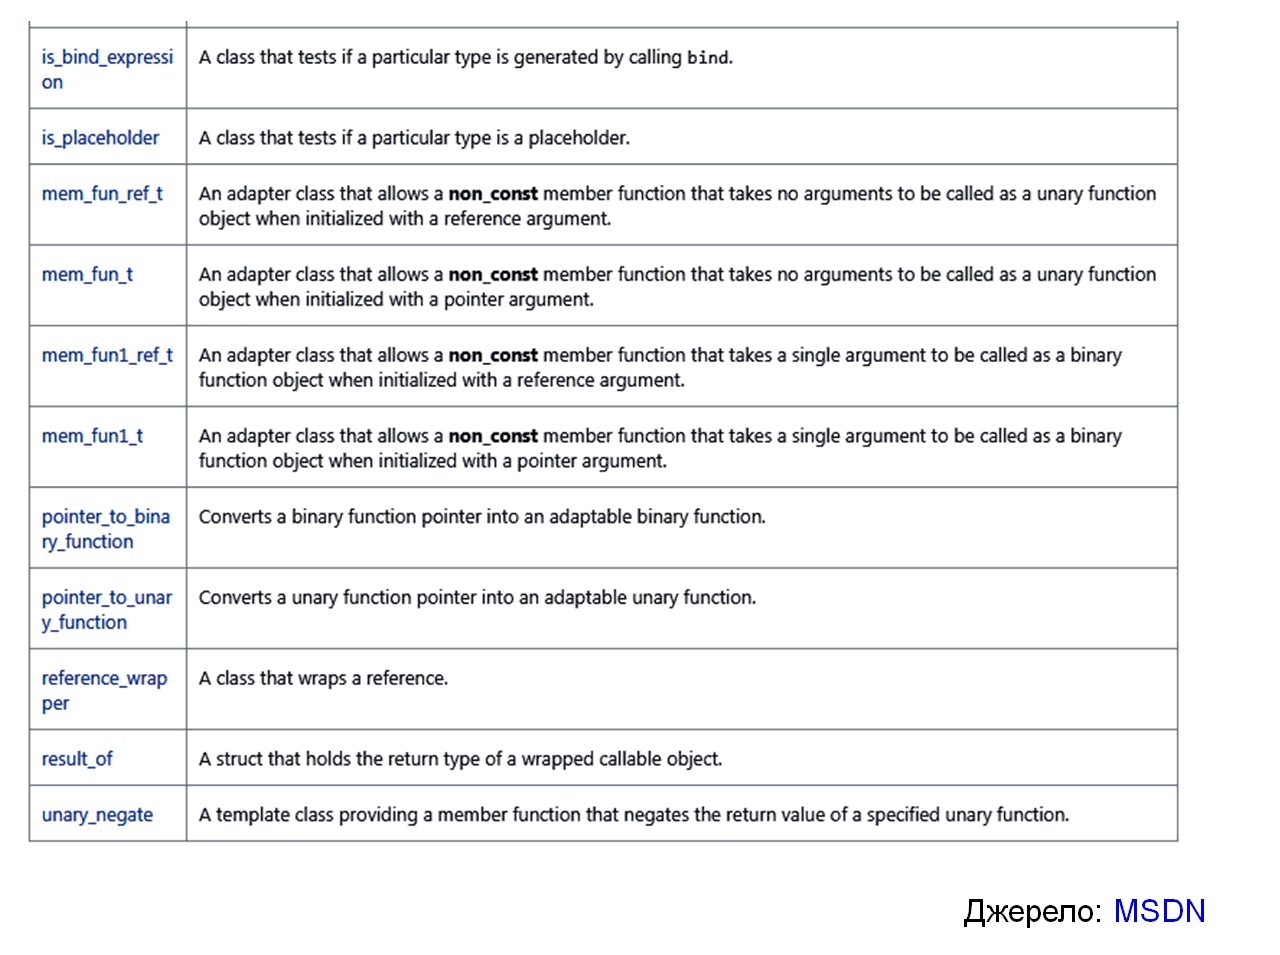 is_bind_expressi
on
A class that tests if a particular type is generated by calling bind.
is_placeholder
A class that tests if a particular type is a placeholder.
mem_fun_ref_t
An adapter class that allows a non_const member function that takes no arguments to be called as a unary function
object when initialized with a reference argument.
mem_fun_t
An adapter class that allows a non_const member function that takes no arguments to be called as a unary function
object when initialized with a pointer argument.
mem_fun1_ref_t
An adapter class that allows a non_const member function that takes a single argument to be called as a binary
function object when initialized with a reference argument.
mem_fun1_t
An adapter class that allows a non_const member function that takes a single argument to be called as a binary
function object when initialized with a pointer argument.
pointer_to_bina
ry_function
Converts a binary function pointer into an adaptable binary function.
pointer_to_unar
y_function
Converts a unary function pointer into an adaptable unary function.
reference_wrap
per
A class that wraps a reference.
result_of
A struct that holds the return type of a wrapped callable object.
unary_negate
A template class providing a member function that negates the return value of a specified unary function.
Джерело: MSDN